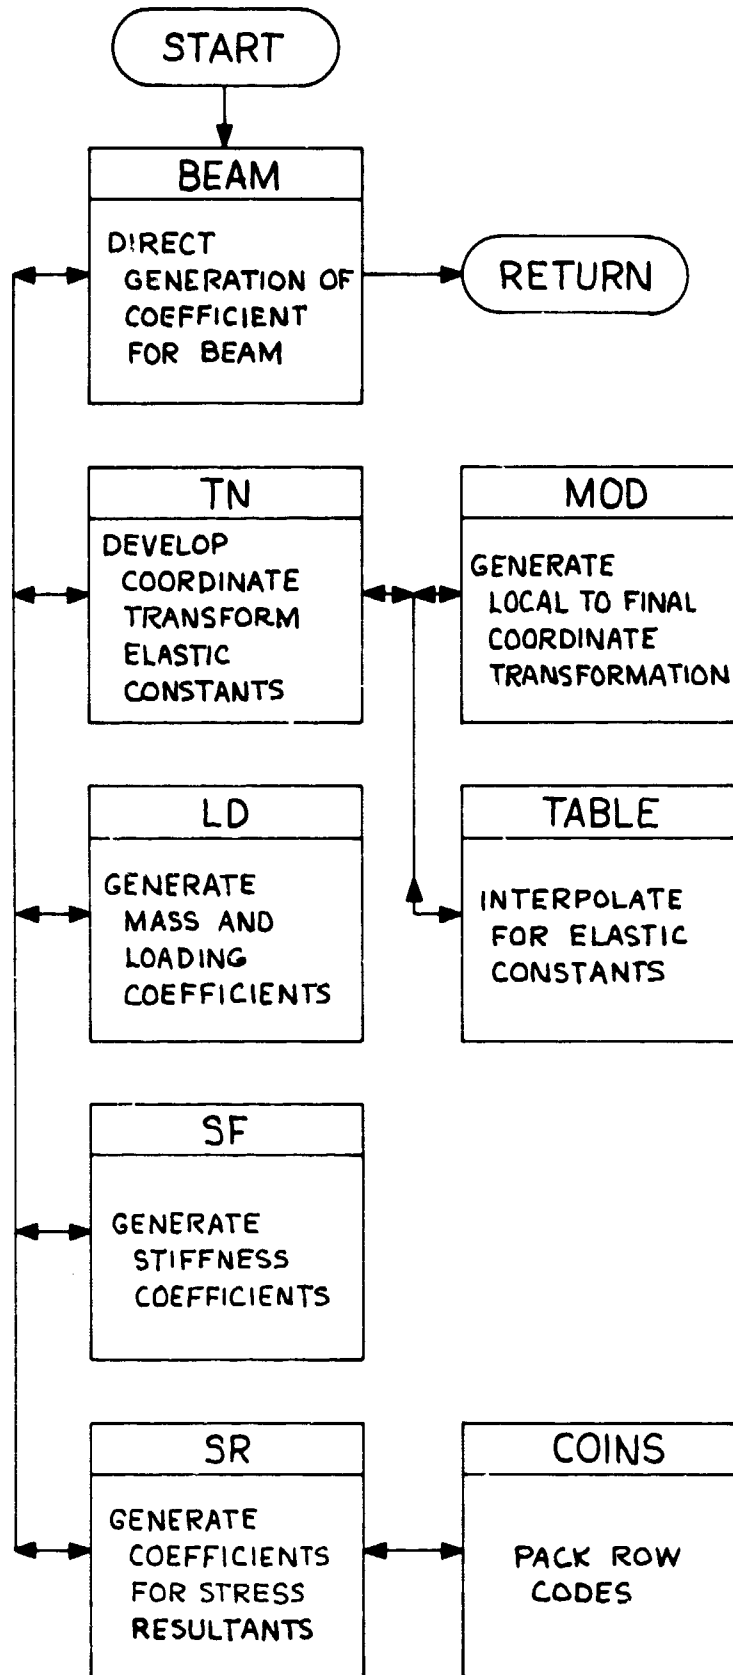 START
BEAM
DIRECT
GENERATION OF
COEFFICIENT
FOR BEAM
RETURN
TN
DEVELOP
COORDINATE
TRANSFORM
ELASTIC
CONSTANTS
MOD
GENERATE
LOCAL TO FINAL
COORDINATE
TRANSFORMATION
LD
GENERATE
MASS AND
LOADING
COEFFICIENTS
TABLE
INTERPOLATE
FOR ELASTIC
CONSTANTS
SF
GENERATE
STIFFNESS
COEFFICIENTS
SR
GENERATE
COEFFICIENTS
FOR STRESS
RESULTANTS
COINS
PACK ROW
CODES